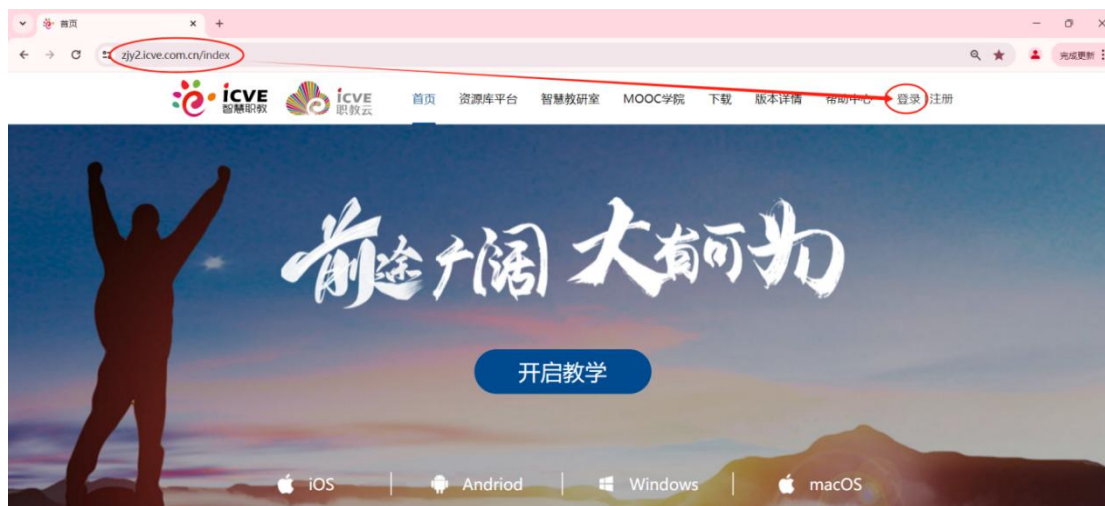 首页
zjy2.icve.com.cn/index
完成更新
icve
智慧职教
icve
职教云
首页 资源库平台 智慧教研室 MOOC学院 下载 版本详情 帮助中心 登录 注册
前途广阔 大有可为
开启教学
iOS Andriod Windows macOS